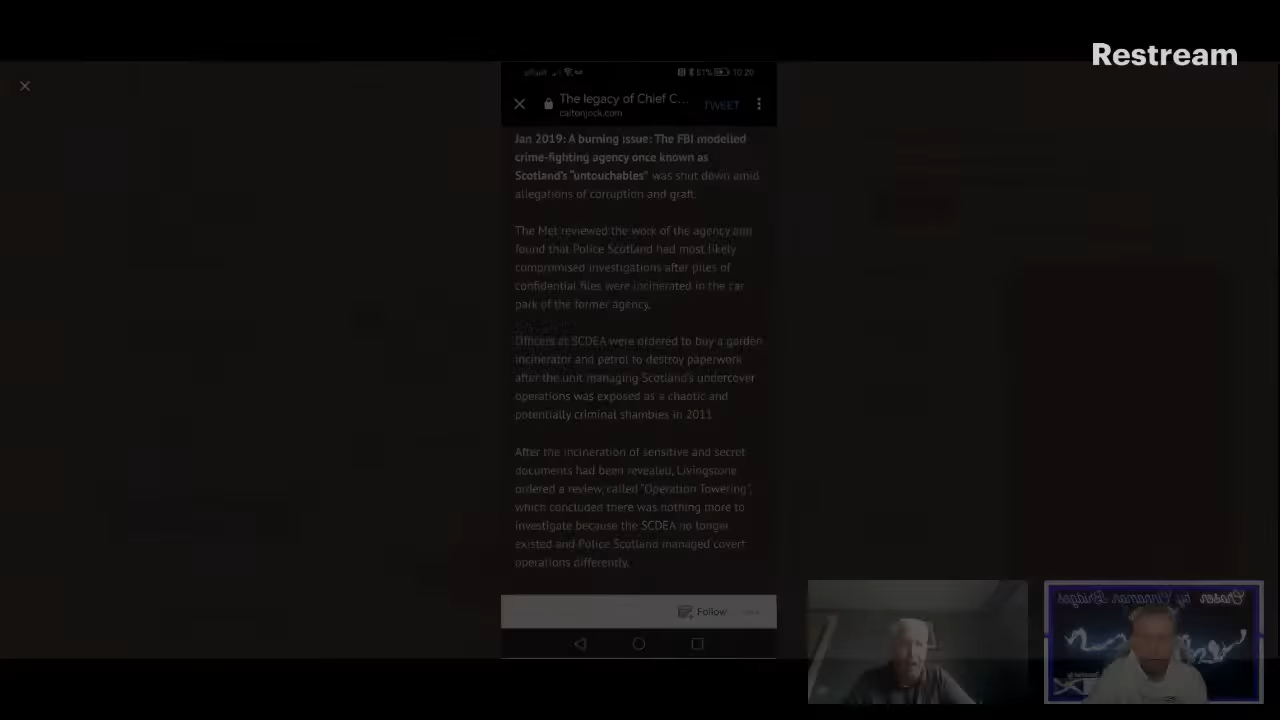 Restream
61% 10:20
The legacy of Chief C... TWEET
caltonjock.com
Jan 2019: A burning issue: The FBI modelled
crime-fighting agency once known as
Scotland's "untouchables" was shut down amid
allegations of corruption and graft.
The Met reviewed the work of the agency and
found that Police Scotland had most likely
compromised investigations after piles of
confidential files were incinerated in the car
park of the former agency.
Officers at SCDEA were ordered to buy a garden
incinerator and petrol to destroy paperwork
after the unit managing Scotland's undercover
operations was exposed as a chaotic and
potentially criminal shambles in 2011
After the incineration of sensitive and secret
documents had been revealed, Livingstone
ordered a review, called "Operation Towering",
which concluded there was nothing more to
investigate because the SCDEA no longer
existed and Police Scotland managed covert
operations differently.
Follow
Chaser by Cinnamon Bridges